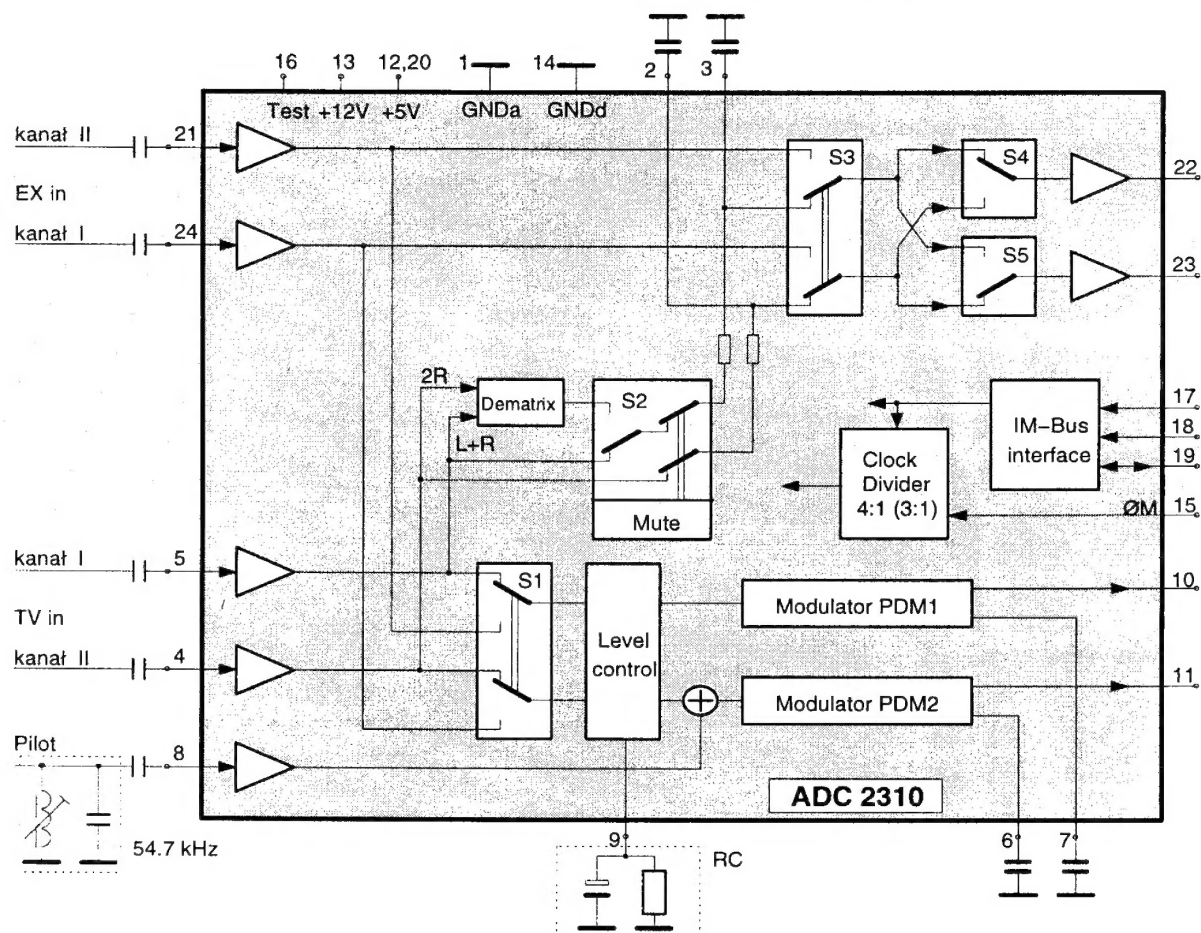 16 13 12,20 1 14 2 3
Test +12V +5V GNDa GNDd
kanał II 21
EX in
kanał I 24
S3
S4
22
S5
23
2R
Dematrix
L+R
S2
Mute
IM-Bus
interface
17
18
19
Clock
Divider
4:1 (3:1)
ØM 15
kanał I 5
TV in
kanał II 4
S1
Level
control
Modulator PDM1
10
Modulator PDM2
11
Pilot 8
54.7 kHz
ADC 2310
9
RC
6 7